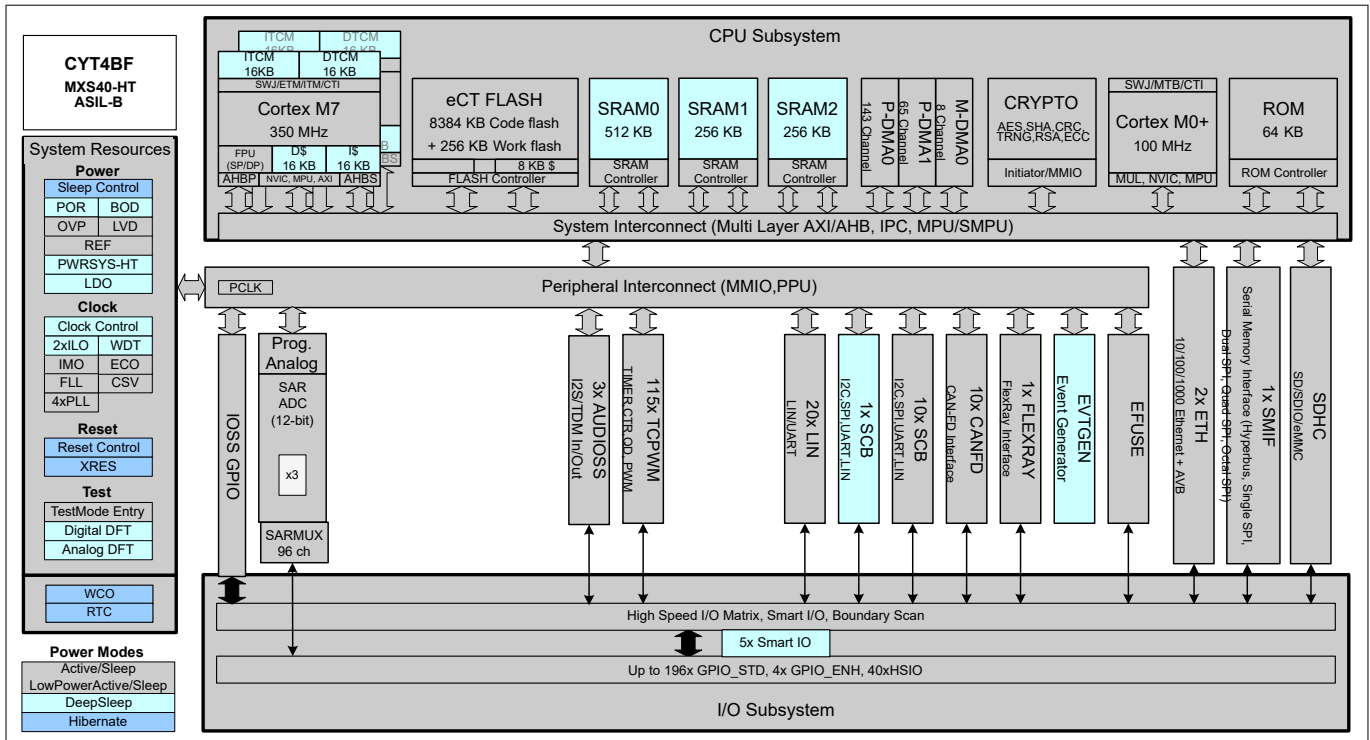 CYT4BF
MXS40-HT
ASIL-B
System Resources
Power
Sleep Control
POR BOD
OVP LVD
REF
PWRSYS-HT
LDO
Clock
Clock Control
2xILO WDT
IMO ECO
FLL CSV
4xPLL
Reset
Reset Control
XRES
Test
TestMode Entry
Digital DFT
Analog DFT
WCO
RTC
Power Modes
Active/Sleep
LowPowerActive/Sleep
DeepSleep
Hibernate
CPU Subsystem
ITCM
16KB
DTCM
16 KB
ITCM
16KB
DTCM
16 KB
SWJ/ETM/ITM/CTI
Cortex M7
350 MHz
FPU
(SP/DP)
D$
16 KB
I$
16 KB
AHBP
NVIC, MPU, AXI
AHBS
eCT FLASH
8384 KB Code flash
+ 256 KB Work flash
8 KB $
FLASH Controller
SRAM0
512 KB
SRAM
Controller
SRAM1
256 KB
SRAM
Controller
SRAM2
256 KB
SRAM
Controller
P-DMA0
143 Channel
P-DMA1
65 Channel
M-DMA0
8 Channel
CRYPTO
AES,SHA,CRC,
TRNG,RSA,ECC
Initiator/MMIO
SWJ/MTB/CTI
Cortex M0+
100 MHz
MUL, NVIC, MPU
ROM
64 KB
ROM Controller
System Interconnect (Multi Layer AXI/AHB, IPC, MPU/SMPU)
PCLK
Peripheral Interconnect (MMIO,PPU)
IOSS GPIO
Prog.
Analog
SAR
ADC
(12-bit)
x3
SARMUX
96 ch
3x AUDIOSS
I2S/TDM In/Out
115x TCPWM
TIMER,CTR,QD, PWM
20x LIN
LIN/UART
1x SCB
I2C,SPI,UART,LIN
10x SCB
I2C,SPI,UART,LIN
10x CANFD
CAN-FD Interface
1x FLEXRAY
FlexRay Interface
EVTGEN
Event Generator
EFUSE
2x ETH
10/100/1000 Ethernet + AVB
1x SMIF
Serial Memory Interface (Hyperbus, Single SPI,
Dual SPI, Quad SPI, Octal SPI)
SDHC
SD/SDIO/eMMC
High Speed I/O Matrix, Smart I/O, Boundary Scan
5x Smart IO
Up to 196x GPIO_STD, 4x GPIO_ENH, 40xHSIO
I/O Subsystem